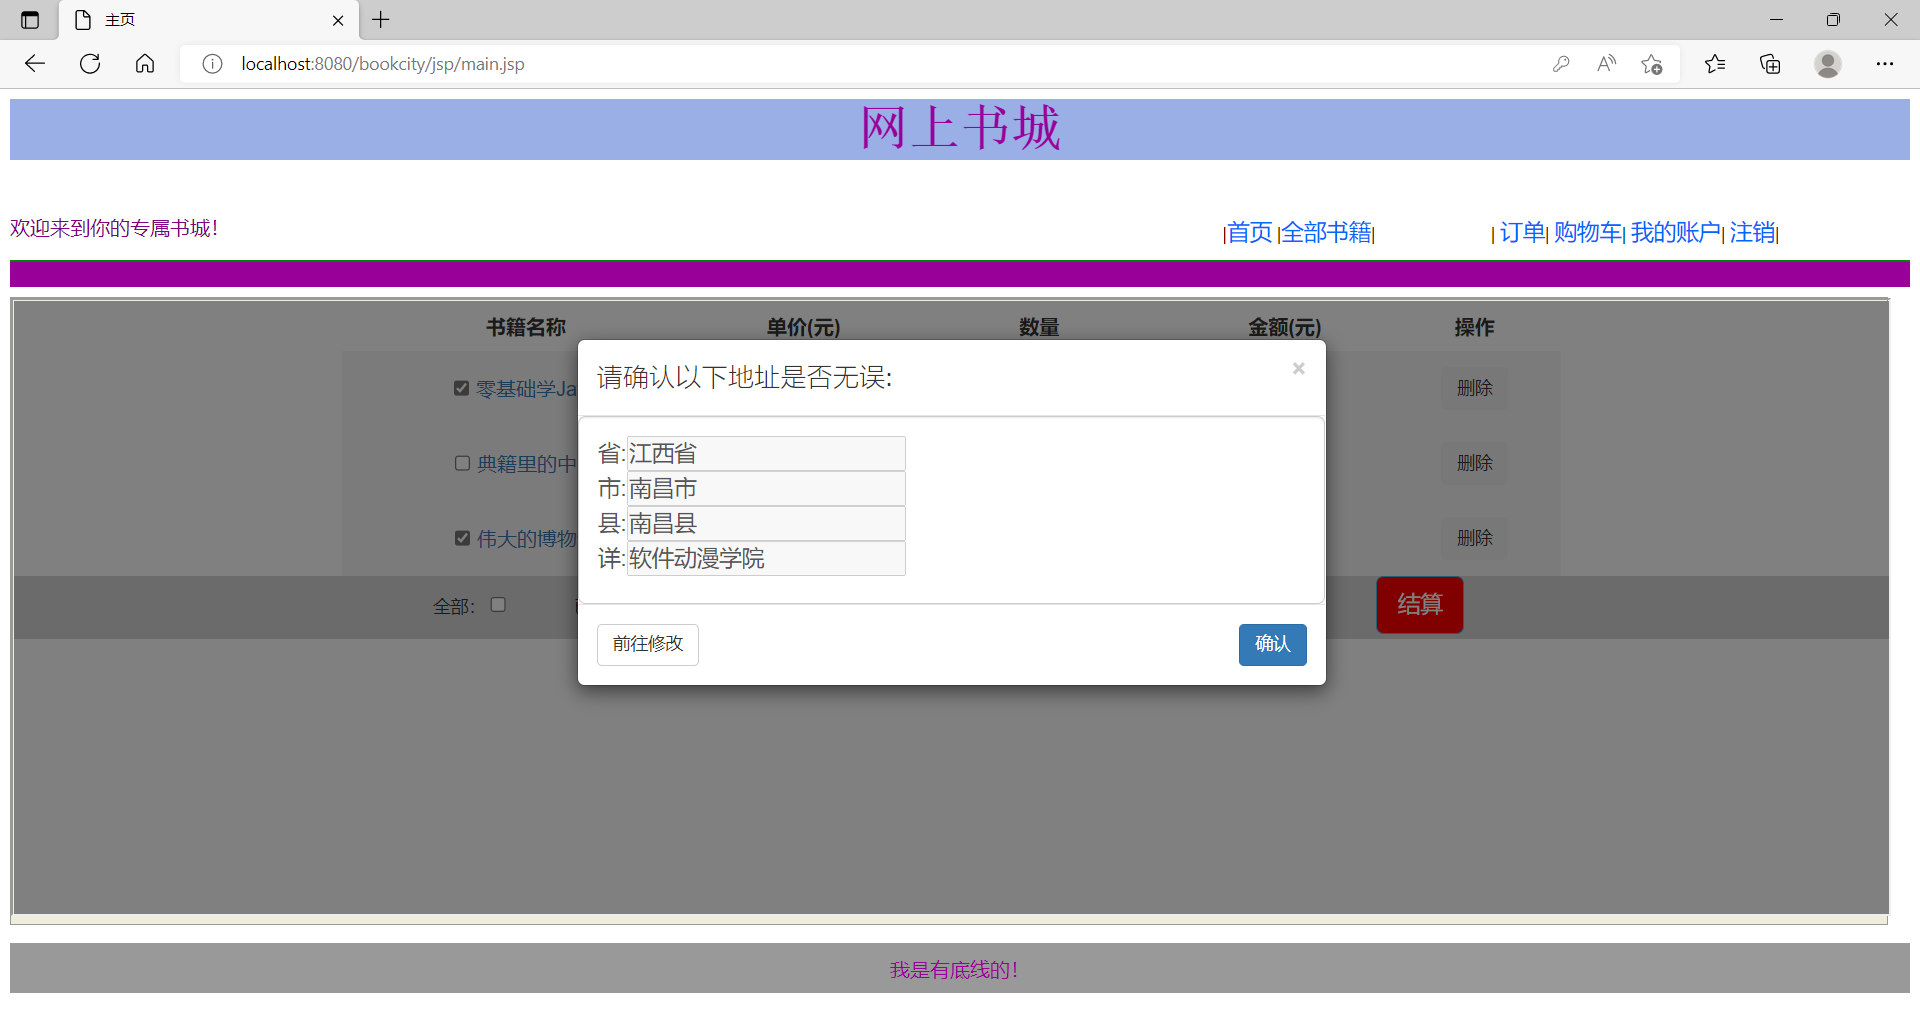 主页
localhost:8080/bookcity/jsp/main.jsp
网上书城
欢迎来到你的专属书城！
|首页 |全部书籍| | 订单| 购物车| 我的账户| 注销|
书籍名称 单价(元) 数量 金额(元) 操作
请确认以下地址是否无误: ×
零基础学Ja 删除
省:江西省
典籍里的中 删除
市:南昌市
县:南昌县
伟大的博物 删除
详:软件动漫学院
全部： 结算
前往修改 确认
我是有底线的！